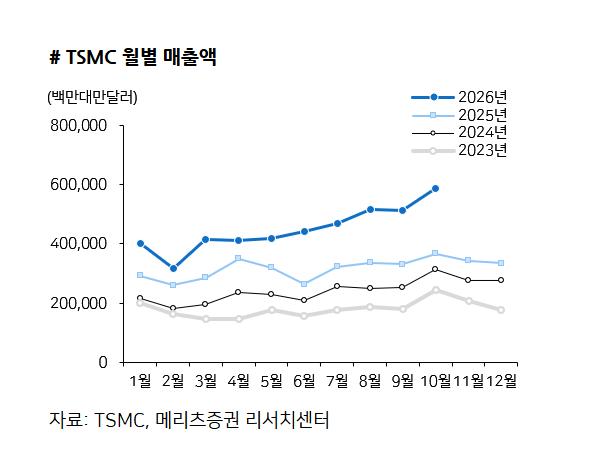 # TSMC 월별 매출액
(백만대만달러)
2026년
2025년
2024년
2023년
800,000
600,000
400,000
200,000
0
1월 2월 3월 4월 5월 6월 7월 8월 9월 10월 11월 12월
자료: TSMC, 메리츠증권 리서치센터